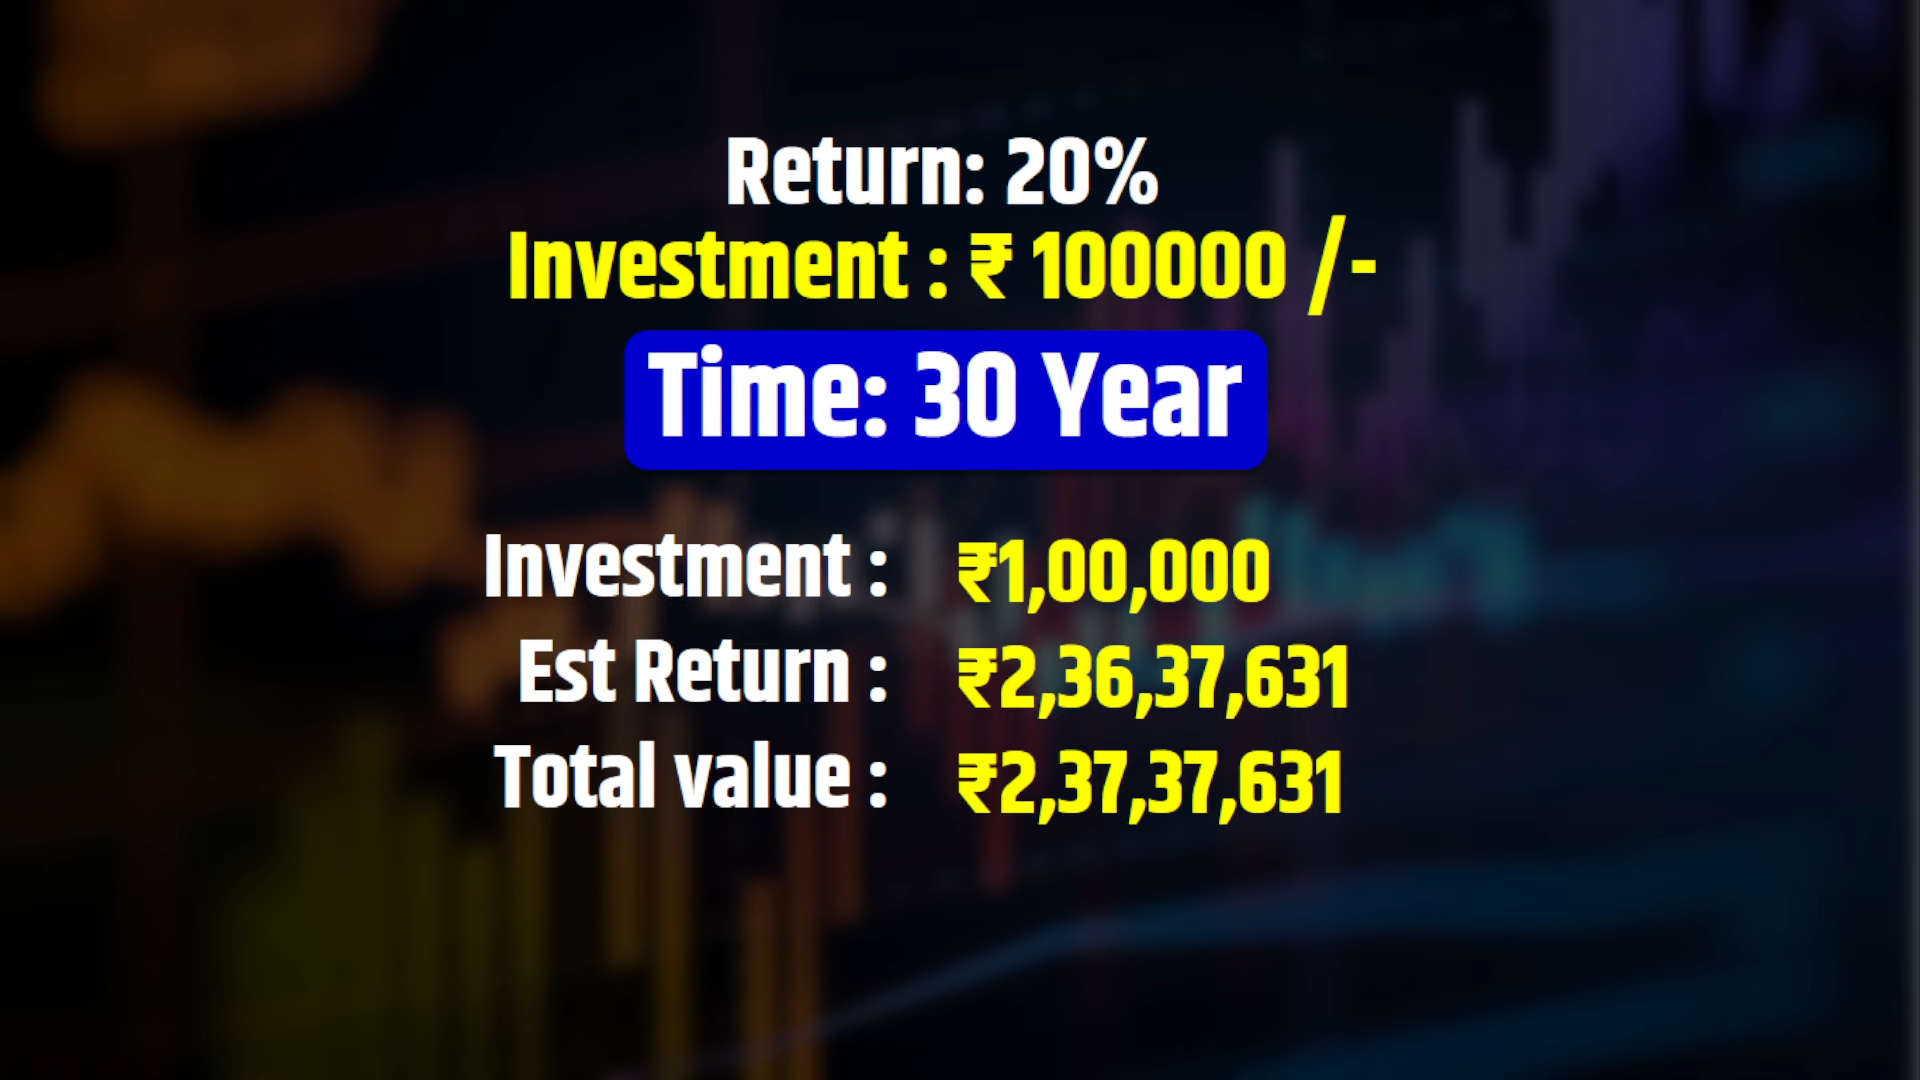 Return: 20%
Investment : ₹ 100000 /-
Time: 30 Year
Investment : ₹1,00,000
Est Return : ₹2,36,37,631
Total value : ₹2,37,37,631